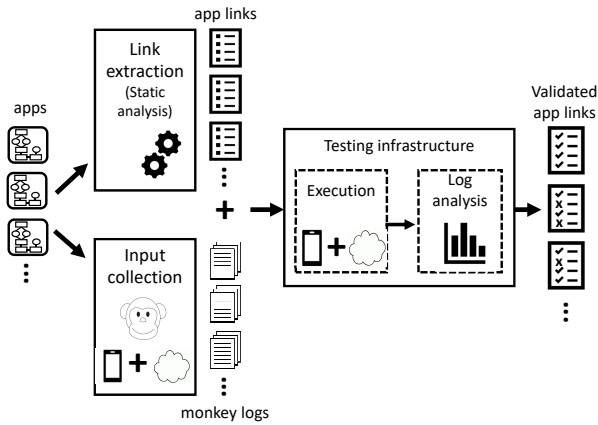 apps
Link
extraction
(Static
analysis)
app links
Input
collection
monkey logs
Testing infrastructure
Execution
Log
analysis
Validated
app links